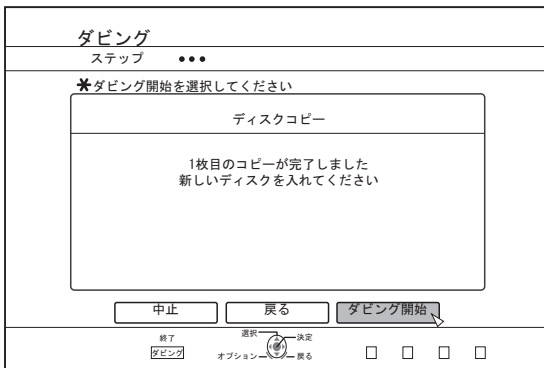 ダビング
ステップ
*ダビング開始を選択してください
ディスクコピー
1枚目のコピーが完了しました
新しいディスクを入れてください
中止 戻る ダビング開始
終了 選択 決定
ダビング オプション 戻る